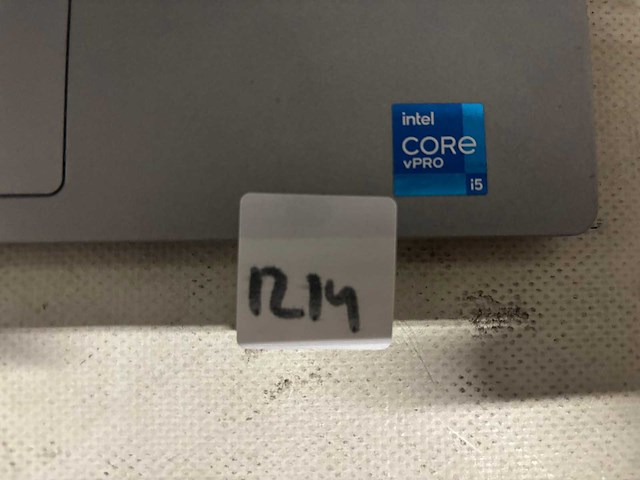 intel
CORE
vPRO
i5
1214